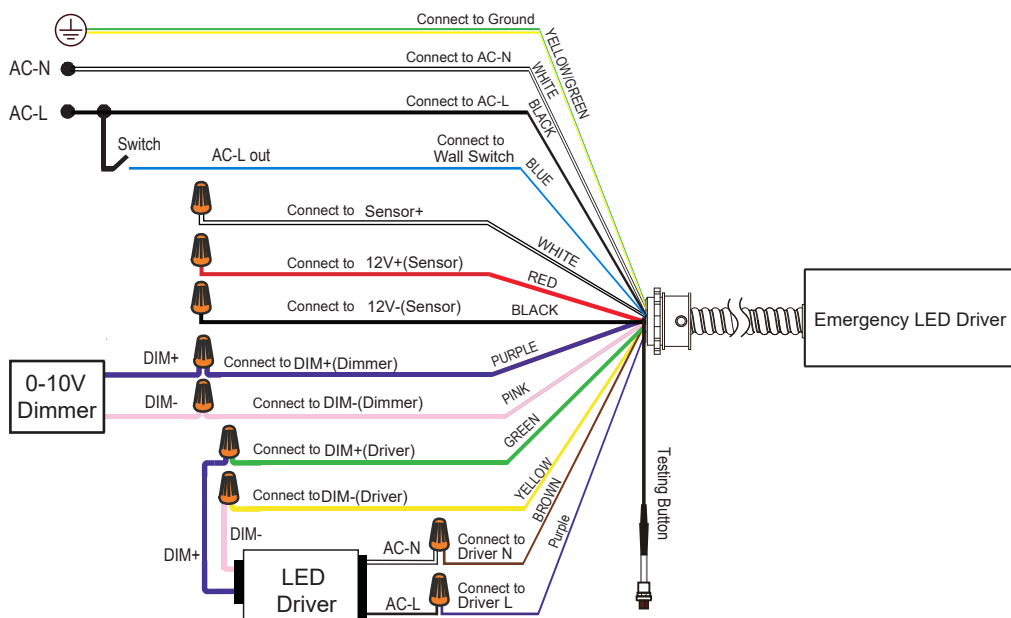 Connect to Ground
YELLOW/GREEN
AC-N
Connect to AC-N
WHITE
AC-L
Connect to AC-L
BLACK
Switch
AC-L out
Connect to
Wall Switch
BLUE
Connect to Sensor+
WHITE
Connect to 12V+(Sensor)
RED
Connect to 12V-(Sensor)
BLACK
Emergency LED Driver
0-10V
Dimmer
DIM+
Connect to DIM+(Dimmer)
PURPLE
DIM-
Connect to DIM-(Dimmer)
PINK
Connect to DIM+(Driver)
GREEN
Connect to DIM-(Driver)
YELLOW
BROWN
Purple
Testing Button
DIM+
DIM-
LED
Driver
AC-N
Connect to
Driver N
AC-L
Connect to
Driver L